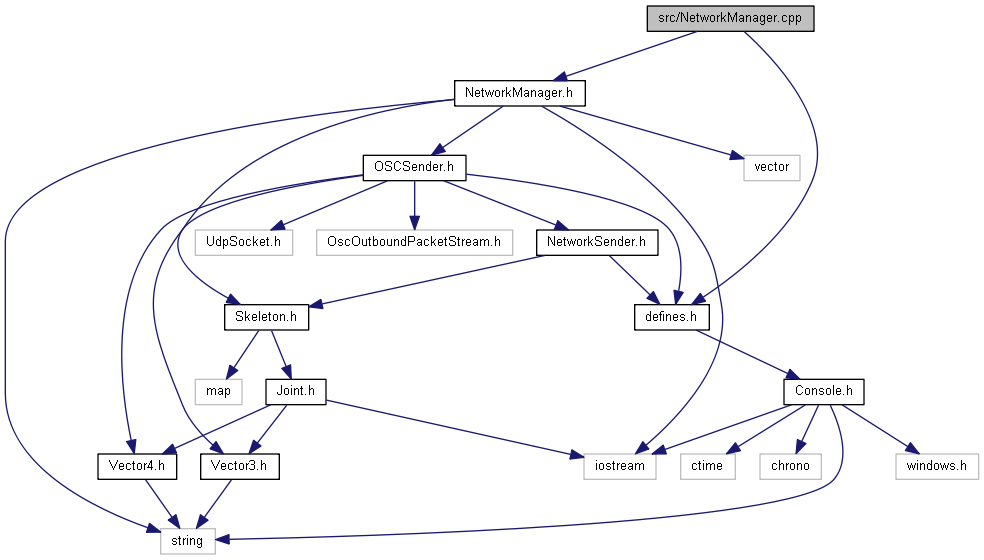 src/NetworkManager.cpp
NetworkManager.h
OSCSender.h
vector
UdpSocket.h
OscOutboundPacketStream.h
NetworkSender.h
Skeleton.h
defines.h
map
Joint.h
Console.h
Vector4.h
Vector3.h
iostream
ctime
chrono
windows.h
string